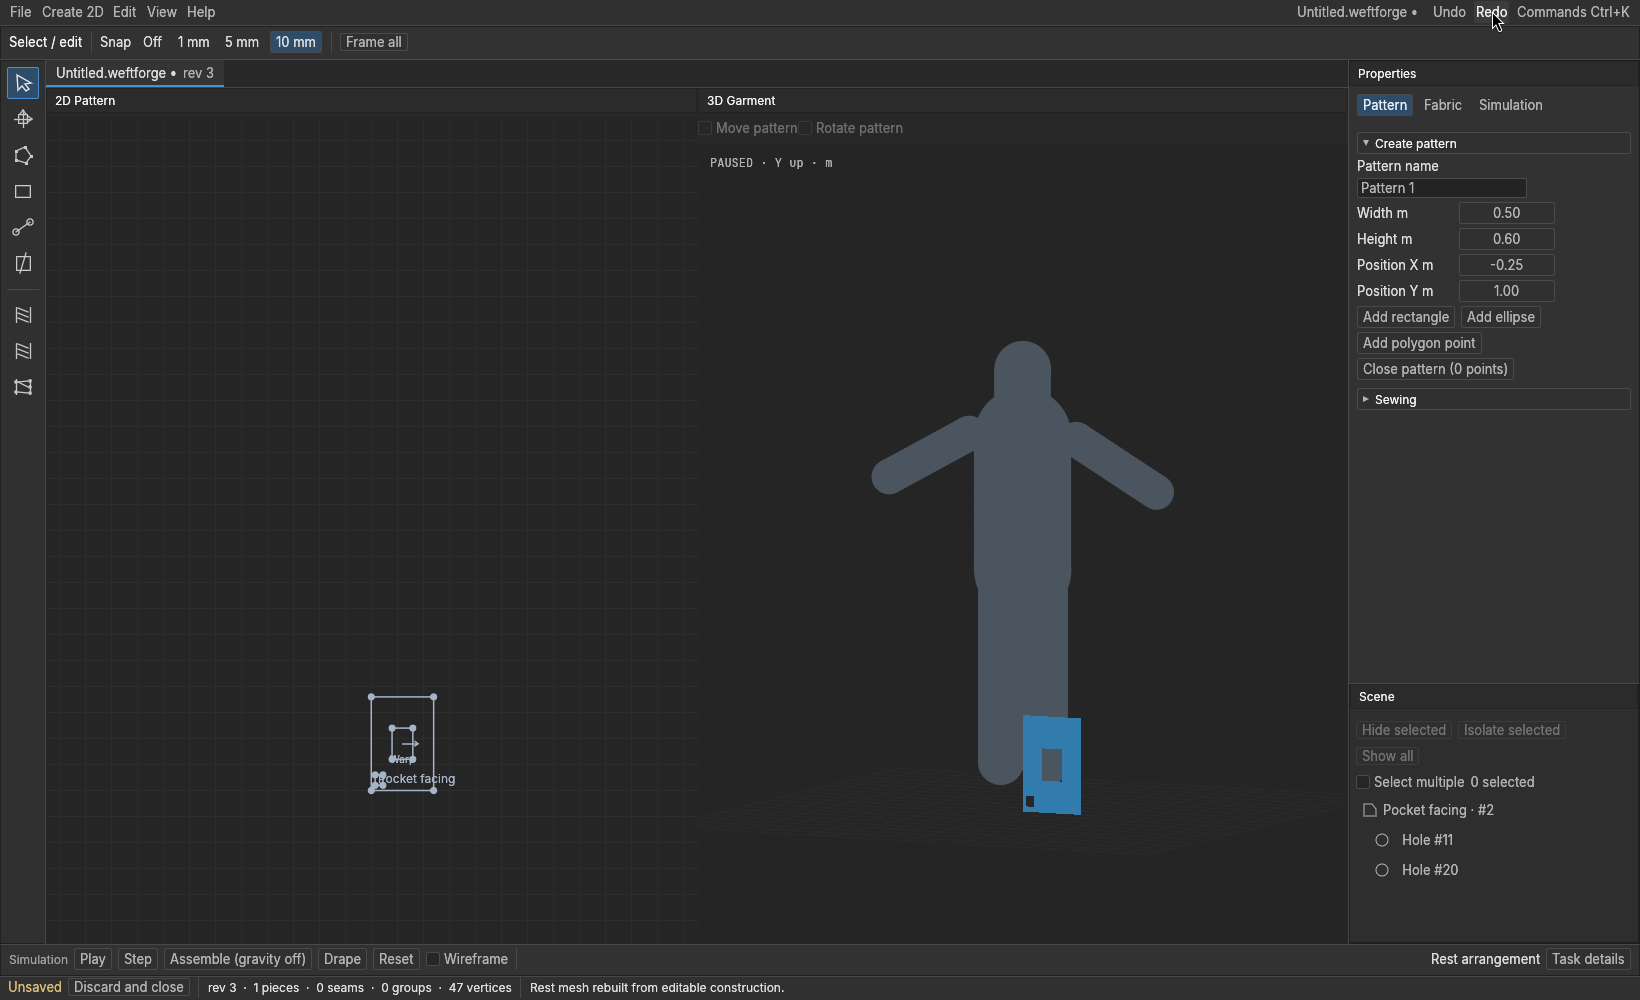 File Create 2D Edit View Help
Untitled.weftforge • Undo Redo Commands Ctrl+K
Select / edit Snap Off 1 mm 5 mm 10 mm Frame all
Untitled.weftforge • rev 3
2D Pattern
Warp
Pocket facing
3D Garment
Move pattern Rotate pattern
PAUSED · Y up · m
Properties
Pattern Fabric Simulation
Create pattern
Pattern name
Pattern 1
Width m 0.50
Height m 0.60
Position X m -0.25
Position Y m 1.00
Add rectangle Add ellipse
Add polygon point
Close pattern (0 points)
Sewing
Scene
Hide selected Isolate selected
Show all
Select multiple 0 selected
Pocket facing · #2
Hole #11
Hole #20
Simulation Play Step Assemble (gravity off) Drape Reset Wireframe
Rest arrangement Task details
Unsaved Discard and close rev 3 · 1 pieces · 0 seams · 0 groups · 47 vertices Rest mesh rebuilt from editable construction.